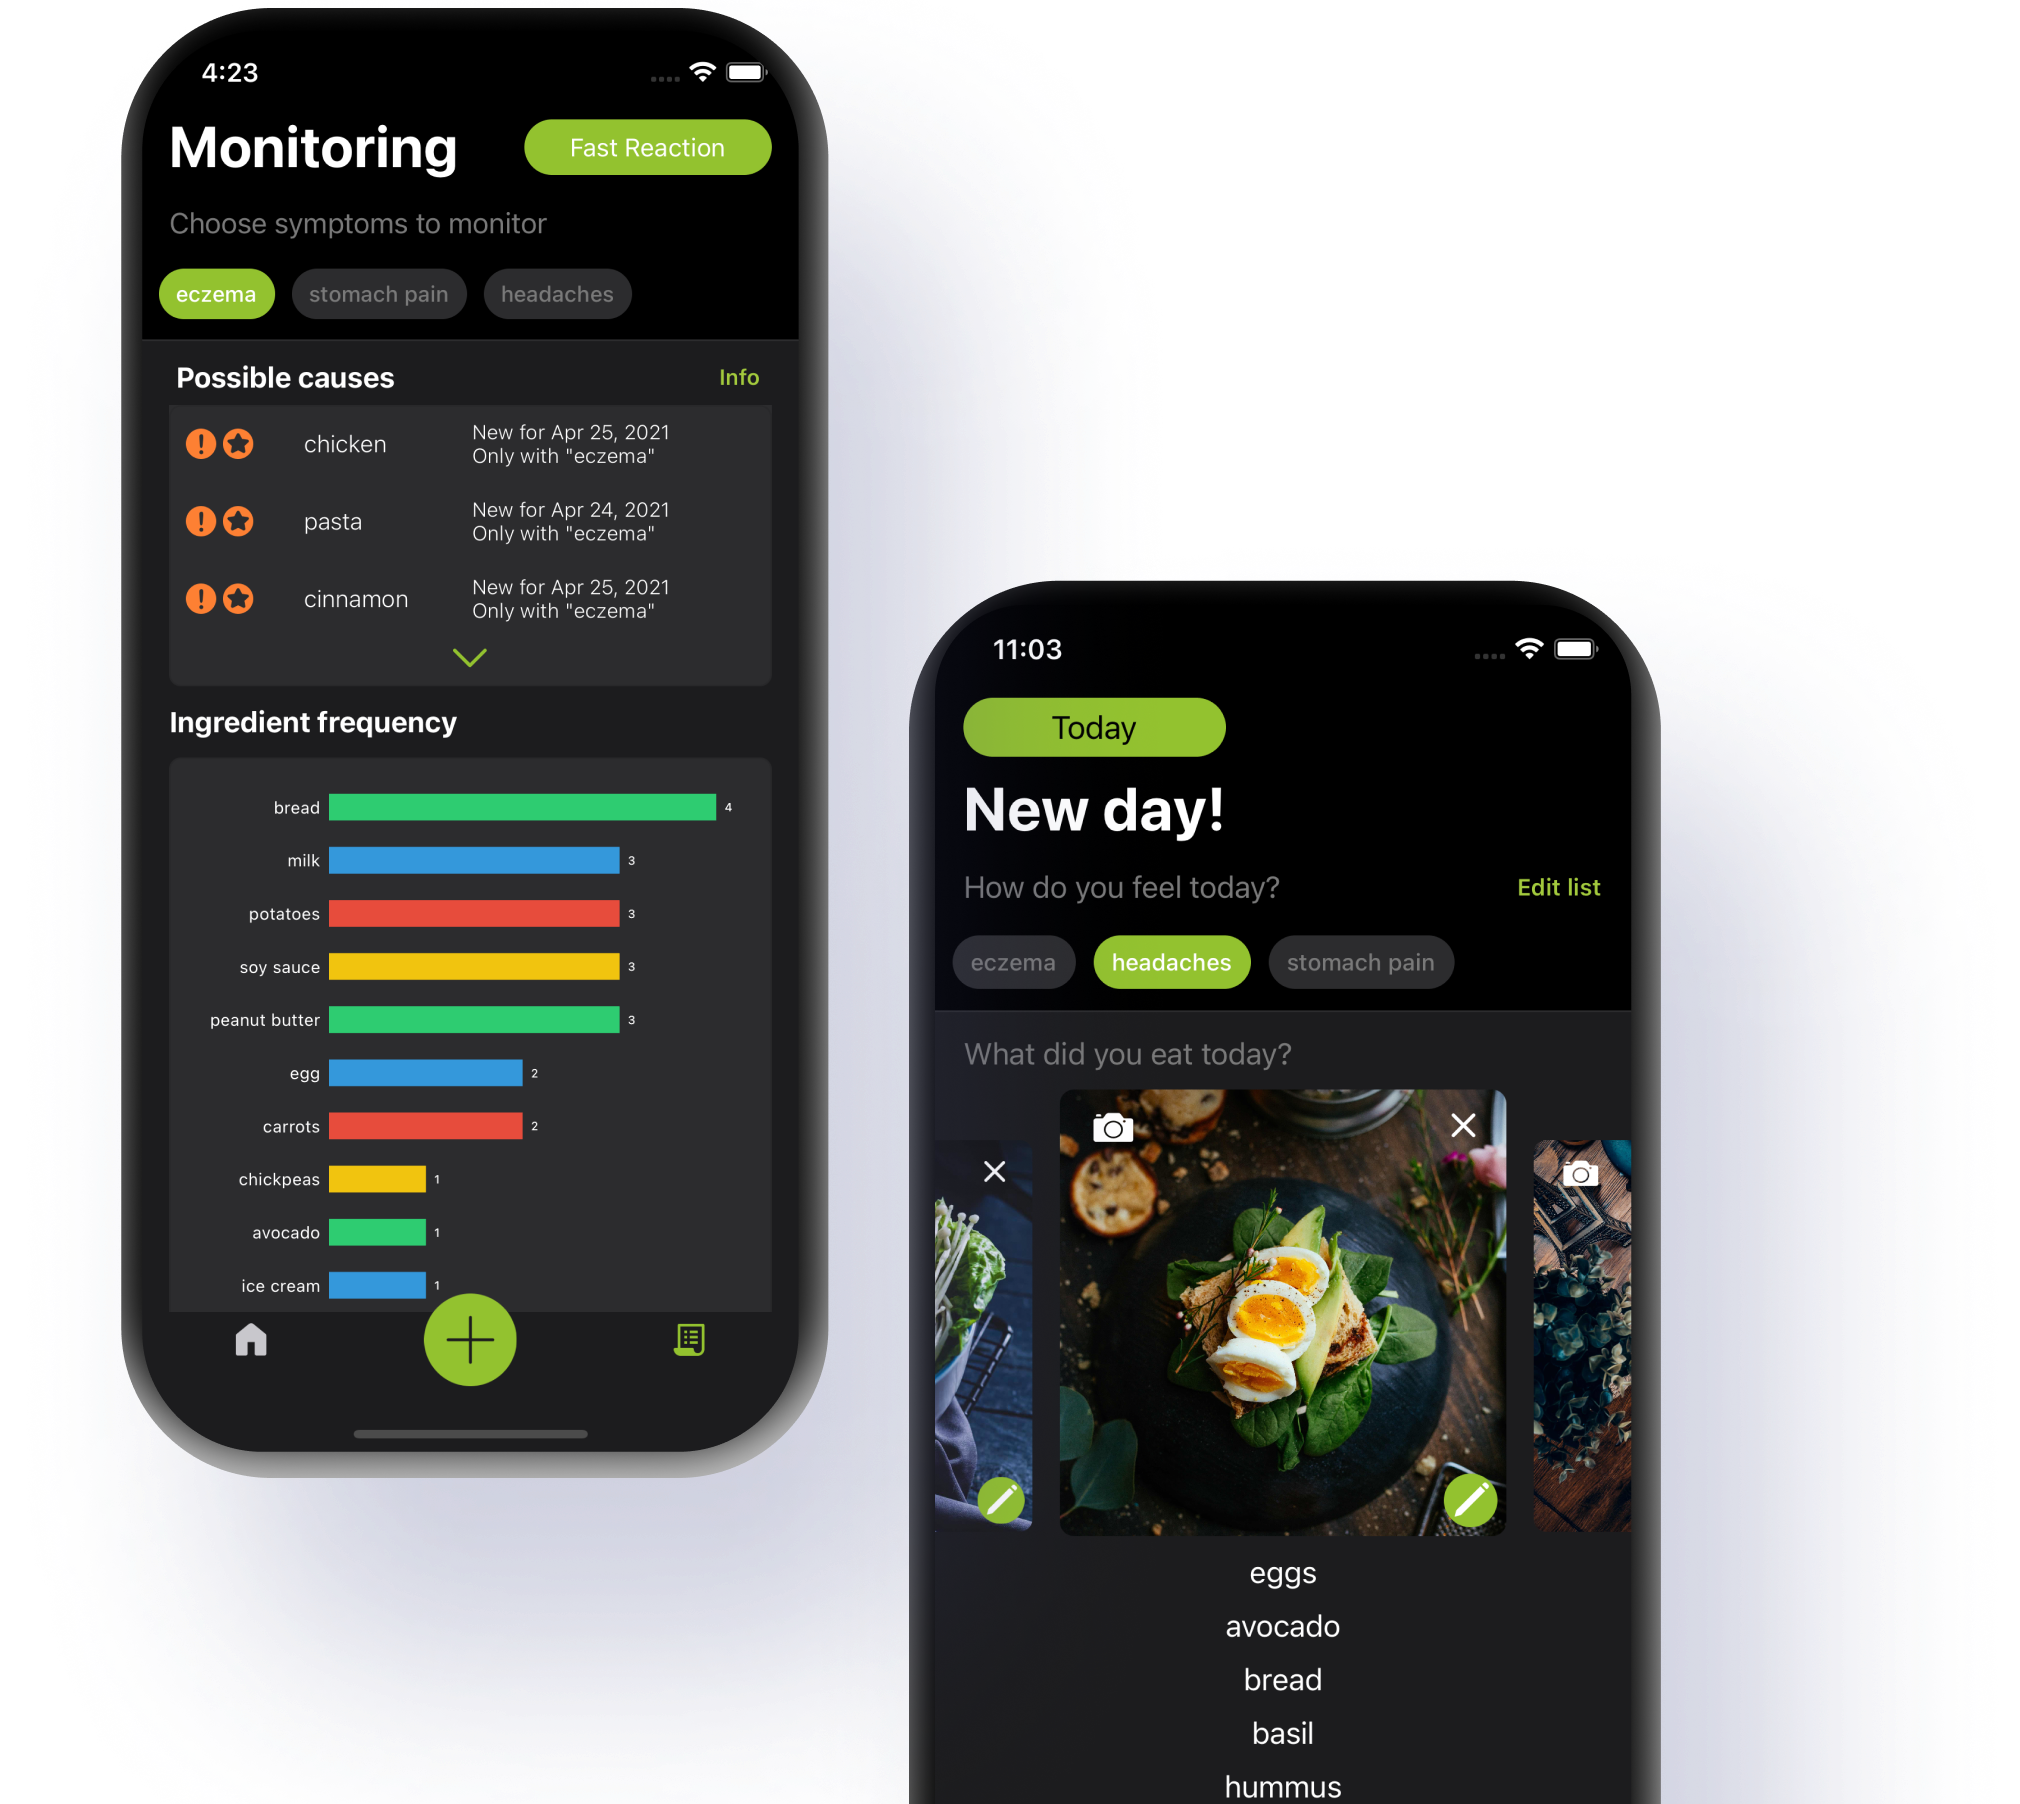 4:23
Monitoring
Fast Reaction
Choose symptoms to monitor
eczema
stomach pain
headaches
Possible causes
Info
chicken
New for Apr 25, 2021
Only with "eczema"
pasta
New for Apr 24, 2021
Only with "eczema"
cinnamon
New for Apr 25, 2021
Only with "eczema"
Ingredient frequency
bread 4
milk 3
potatoes 3
soy sauce 3
peanut butter 3
egg 2
carrots 2
chickpeas 1
avocado 1
ice cream 1
11:03
Today
New day!
How do you feel today?
Edit list
eczema
headaches
stomach pain
What did you eat today?
eggs
avocado
bread
basil
hummus